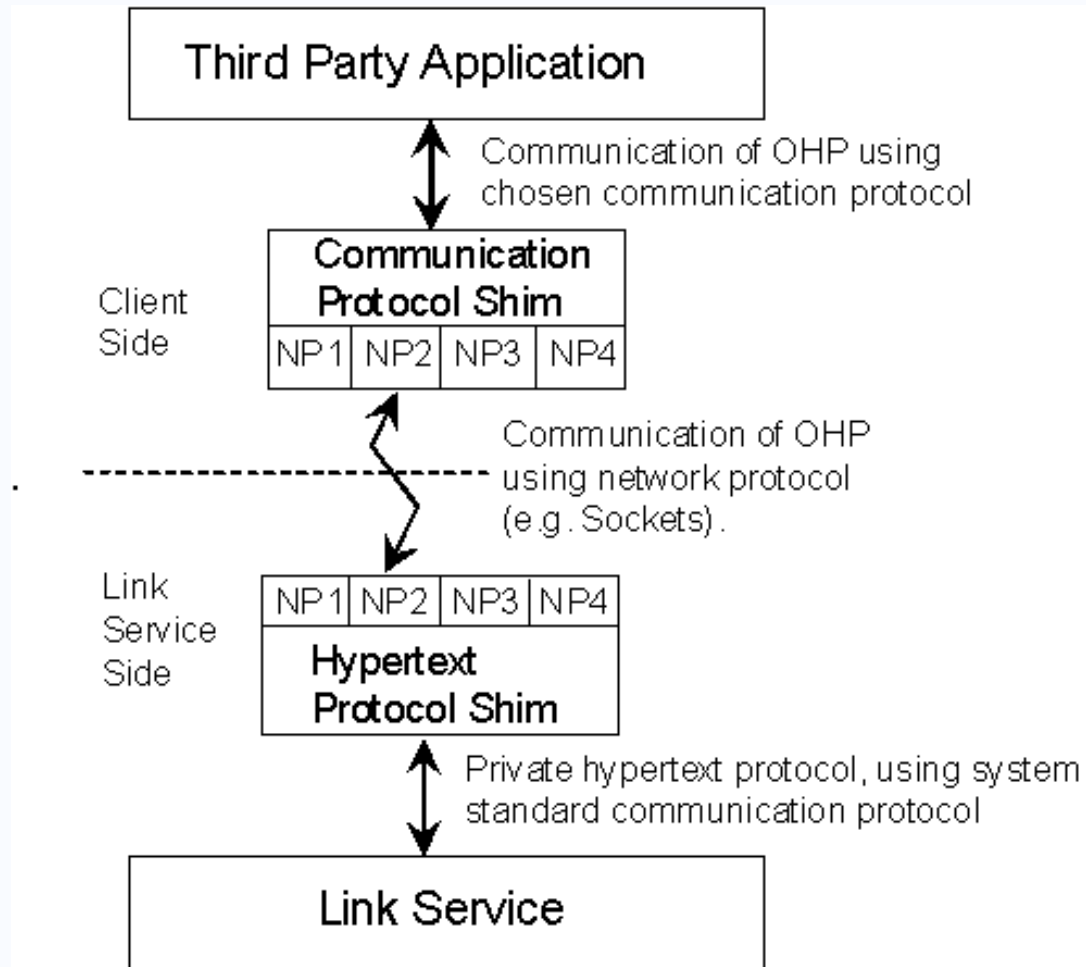 Third Party Application
Communication of OHP using
chosen communication protocol
Communication
Protocol Shim
Client
Side
NP1 NP2 NP3 NP4
Communication of OHP
using network protocol
(e.g. Sockets).
.
Link
Service
Side
NP1 NP2 NP3 NP4
Hypertext
Protocol Shim
Private hypertext protocol, using system
standard communication protocol
Link Service